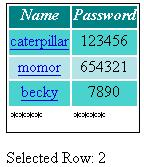 Name Password
caterpillar 123456
momor 654321
becky 7890
***** *****
Selected Row: 2